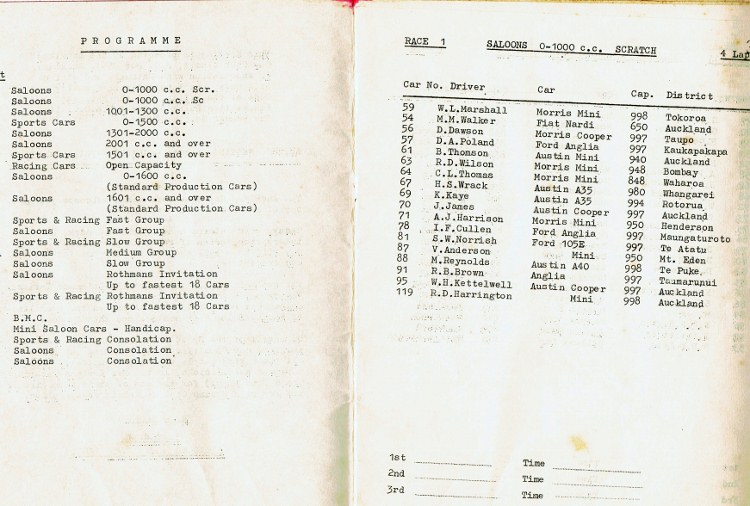 PROGRAMME
t
Saloons 0-1000 c.c. Scr.
Saloons 0-1000 c.c. Sc
Saloons 1001-1300 c.c.
Sports Cars 0-1500 c.c.
Saloons 1301-2000 c.c.
Saloons 2001 c.c. and over
Sports Cars 1501 c.c. and over
Racing Cars Open Capacity
Saloons 0-1600 c.c.
(Standard Production Cars)
Saloons 1601 c.c. and over
(Standard Production Cars)
Sports & Racing Fast Group
Saloons Fast Group
Sports & Racing Slow Group
Saloons Medium Group
Saloons Slow Group
Saloons Rothmans Invitation
Up to fastest 18 Cars
Sports & Racing Rothmans Invitation
Up to fastest 18 Cars
B.M.C.
Mini Saloon Cars - Handicap.
Sports & Racing Consolation
Saloons Consolation
Saloons Consolation
RACE 1 SALOONS 0-1000 c.c. SCRATCH 4 Lap
Car No. Driver Car Cap. District
59 W.L.Marshall Morris Mini 998 Tokoroa
54 M.M.Walker Fiat Nardi 650 Auckland
56 D.Dawson Morris Cooper 997 Taupo
57 D.A.Poland Ford Anglia 997 Kaukapakapa
61 B.Thomson Austin Mini 940 Auckland
63 R.D.Wilson Morris Mini 948 Bombay
64 C.L.Thomas Morris Mini 848 Waharoa
67 H.S.Wrack Austin A35 980 Whangarei
69 K.Kaye Austin A35 994 Rotorua
70 J.James Austin Cooper 997 Auckland
71 A.J.Harrison Morris Mini 950 Henderson
78 I.F.Cullen Ford Anglia 997 Maungaturoto
81 S.W.Norrish Ford 105E 997 Te Atatu
87 V.Anderson Mini 950 Mt. Eden
88 M.Reynolds Austin A40 998 Te Puke
91 R.B.Brown Anglia 997 Taumarunui
95 W.H.Kettelwell Austin Cooper 997 Auckland
119 R.D.Harrington Mini 998 Auckland
1st Time
2nd Time
3rd Time